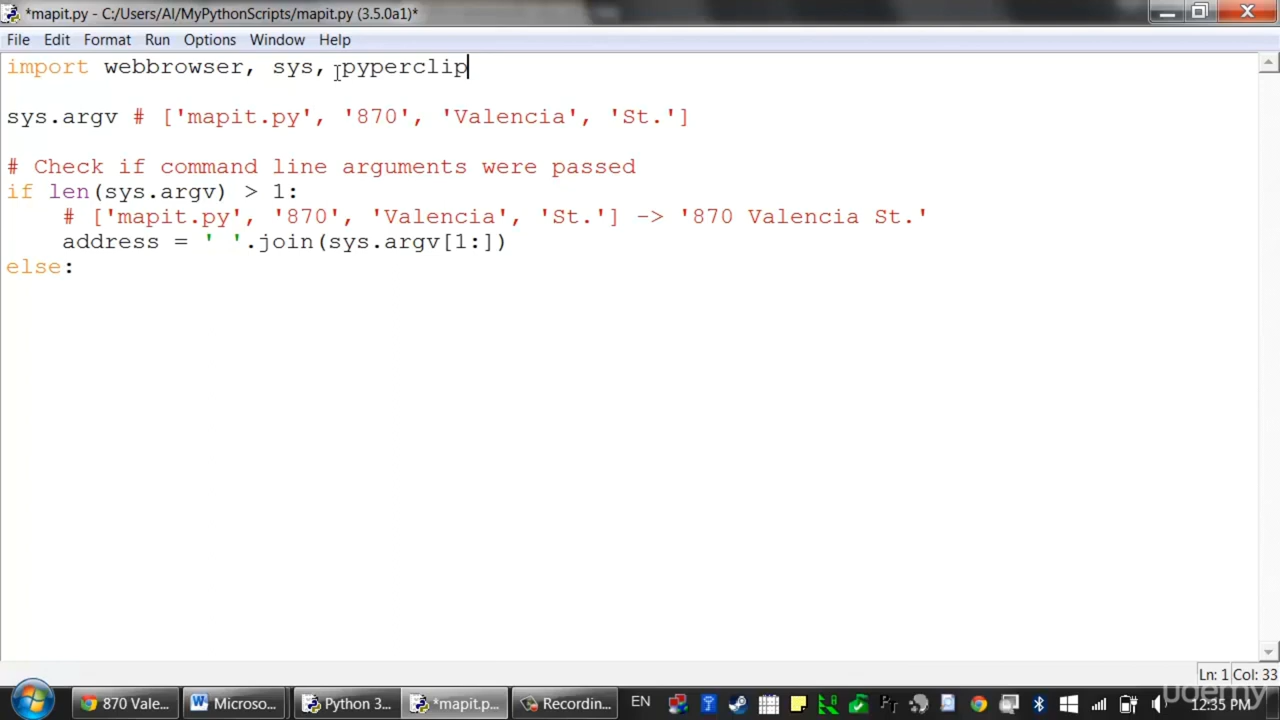 *mapit.py - C:/Users/Al/MyPythonScripts/mapit.py (3.5.0a1)*
File Edit Format Run Options Window Help
import webbrowser, sys, pyperclip
sys.argv # ['mapit.py', '870', 'Valencia', 'St.']
# Check if command line arguments were passed
if len(sys.argv) > 1:
    # ['mapit.py', '870', 'Valencia', 'St.'] -> '870 Valencia St.'
    address = ' '.join(sys.argv[1:])
else:
Ln: 1 Col: 33
870 Vale... Microso... Python 3... *mapit.p... Recordin... EN 12:35 PM
udemy